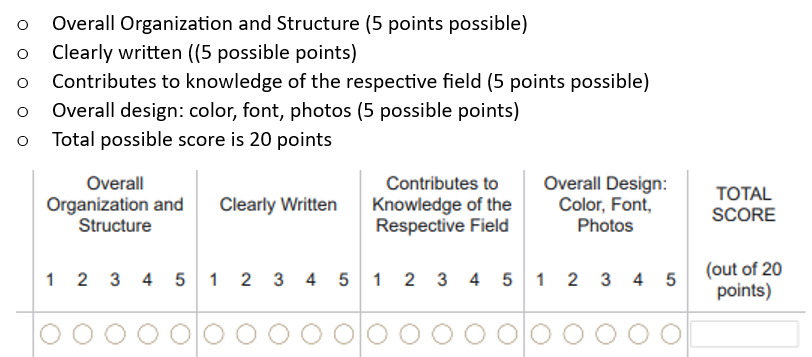 o Overall Organization and Structure (5 points possible)
o Clearly written ((5 possible points)
o Contributes to knowledge of the respective field (5 points possible)
o Overall design: color, font, photos (5 possible points)
o Total possible score is 20 points
Overall
Organization and
Structure
Clearly Written
Contributes to
Knowledge of the
Respective Field
Overall Design:
Color, Font,
Photos
TOTAL
SCORE
(out of 20
points)
1 2 3 4 5 1 2 3 4 5 1 2 3 4 5 1 2 3 4 5